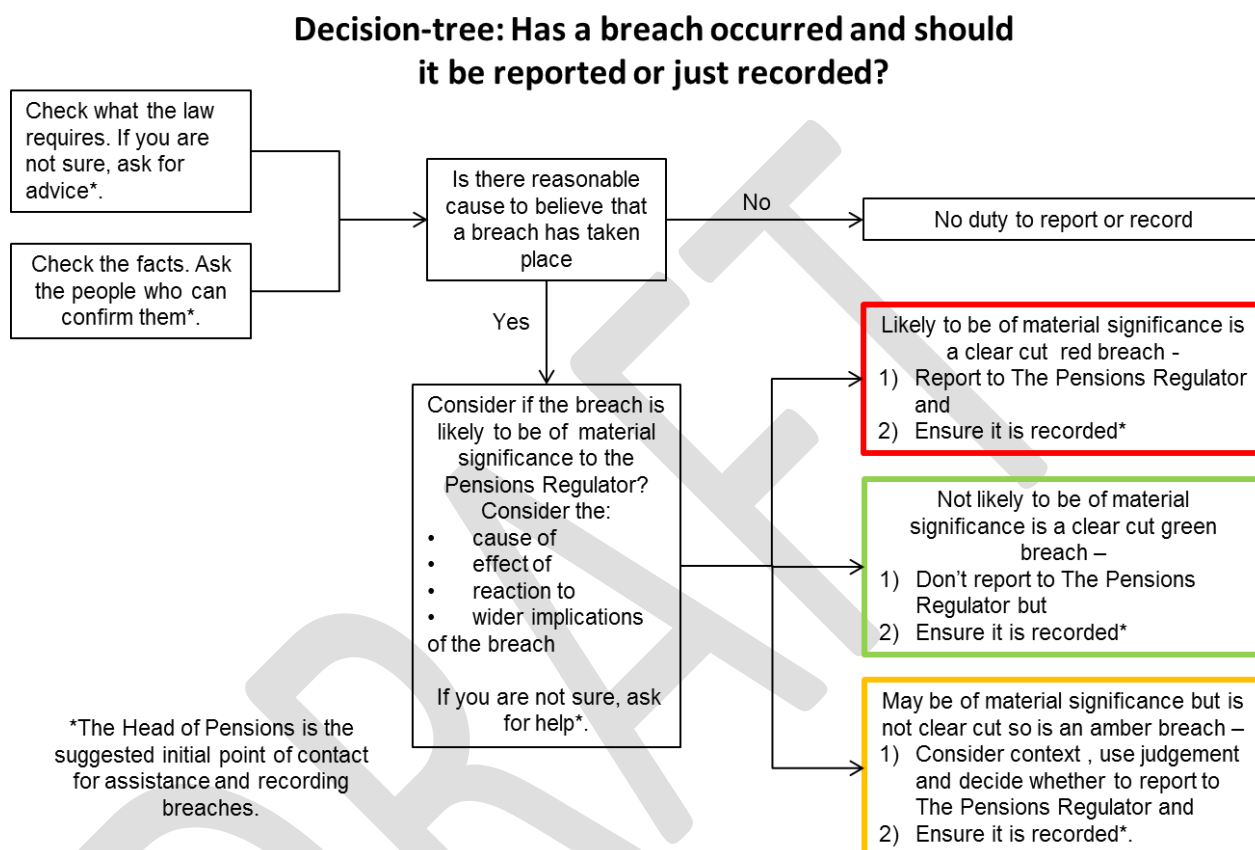 Decision-tree: Has a breach occurred and should
it be reported or just recorded?
Check what the law
requires. If you are
not sure, ask for
advice*.
Check the facts. Ask
the people who can
confirm them*.
Is there reasonable
cause to believe that
a breach has taken
place
No
No duty to report or record
Yes
Consider if the breach is
likely to be of material
significance to the
Pensions Regulator?
Consider the:
• cause of
• effect of
• reaction to
• wider implications
of the breach
If you are not sure, ask
for help*.
Likely to be of material significance is
a clear cut red breach -
1) Report to The Pensions Regulator
and
2) Ensure it is recorded*
Not likely to be of material
significance is a clear cut green
breach –
1) Don't report to The Pensions
Regulator but
2) Ensure it is recorded*
May be of material significance but is
not clear cut so is an amber breach –
1) Consider context , use judgement
and decide whether to report to
The Pensions Regulator and
2) Ensure it is recorded*.
*The Head of Pensions is the
suggested initial point of contact
for assistance and recording
breaches.
DRAFT